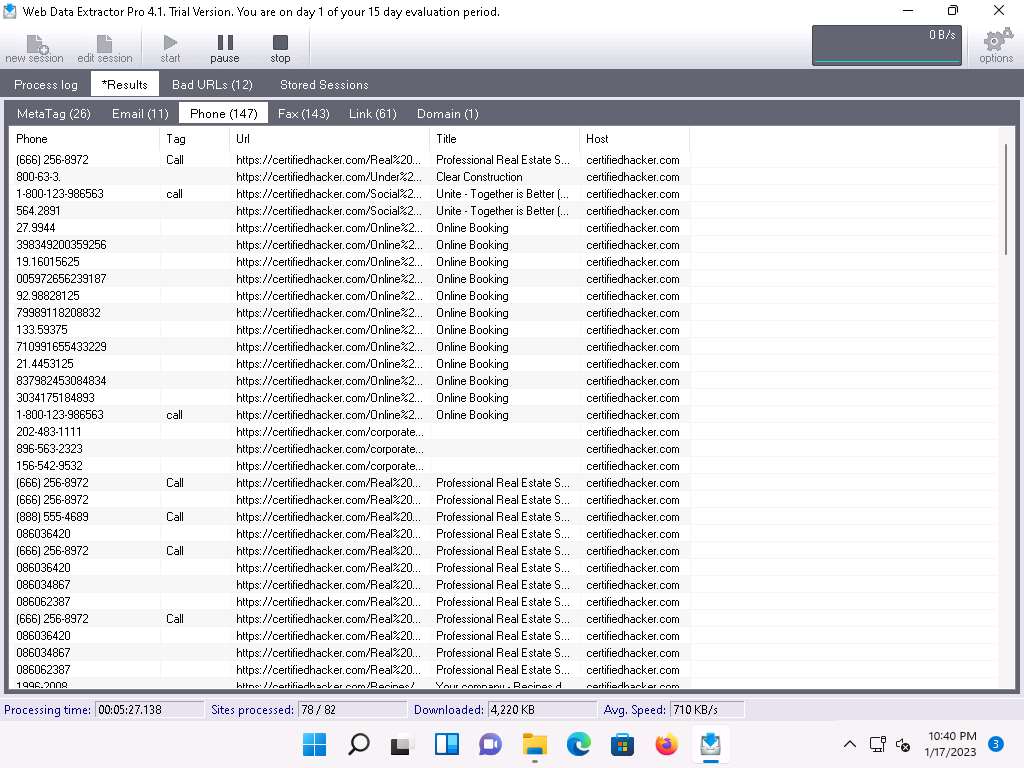 Web Data Extractor Pro 4.1. Trial Version. You are on day 1 of your 15 day evaluation period.
new session edit session start pause stop 0 B/s options
Process log *Results Bad URLs (12) Stored Sessions
MetaTag (26) Email (11) Phone (147) Fax (143) Link (61) Domain (1)
Phone Tag Url Title Host
(666) 256-8972 Call https://certifiedhacker.com/Real%20... Professional Real Estate S... certifiedhacker.com
800-63-3. https://certifiedhacker.com/Under%2... Clear Construction certifiedhacker.com
1-800-123-986563 call https://certifiedhacker.com/Social%2... Unite - Together is Better (... certifiedhacker.com
564.2891 https://certifiedhacker.com/Social%2... Unite - Together is Better (... certifiedhacker.com
27.9944 https://certifiedhacker.com/Online%2... Online Booking certifiedhacker.com
398349200359256 https://certifiedhacker.com/Online%2... Online Booking certifiedhacker.com
19.16015625 https://certifiedhacker.com/Online%2... Online Booking certifiedhacker.com
005972656239187 https://certifiedhacker.com/Online%2... Online Booking certifiedhacker.com
92.98828125 https://certifiedhacker.com/Online%2... Online Booking certifiedhacker.com
79989118208832 https://certifiedhacker.com/Online%2... Online Booking certifiedhacker.com
133.59375 https://certifiedhacker.com/Online%2... Online Booking certifiedhacker.com
710991655433229 https://certifiedhacker.com/Online%2... Online Booking certifiedhacker.com
21.4453125 https://certifiedhacker.com/Online%2... Online Booking certifiedhacker.com
837982453084834 https://certifiedhacker.com/Online%2... Online Booking certifiedhacker.com
3034175184893 https://certifiedhacker.com/Online%2... Online Booking certifiedhacker.com
1-800-123-986563 call https://certifiedhacker.com/Online%2... Online Booking certifiedhacker.com
202-483-1111 https://certifiedhacker.com/corporate... certifiedhacker.com
896-563-2323 https://certifiedhacker.com/corporate... certifiedhacker.com
156-542-9532 https://certifiedhacker.com/corporate... certifiedhacker.com
(666) 256-8972 Call https://certifiedhacker.com/Real%20... Professional Real Estate S... certifiedhacker.com
(666) 256-8972 https://certifiedhacker.com/Real%20... Professional Real Estate S... certifiedhacker.com
(888) 555-4689 Call https://certifiedhacker.com/Real%20... Professional Real Estate S... certifiedhacker.com
086036420 https://certifiedhacker.com/Real%20... Professional Real Estate S... certifiedhacker.com
(666) 256-8972 Call https://certifiedhacker.com/Real%20... Professional Real Estate S... certifiedhacker.com
086036420 https://certifiedhacker.com/Real%20... Professional Real Estate S... certifiedhacker.com
086034867 https://certifiedhacker.com/Real%20... Professional Real Estate S... certifiedhacker.com
086062387 https://certifiedhacker.com/Real%20... Professional Real Estate S... certifiedhacker.com
(666) 256-8972 Call https://certifiedhacker.com/Real%20... Professional Real Estate S... certifiedhacker.com
086036420 https://certifiedhacker.com/Real%20... Professional Real Estate S... certifiedhacker.com
086034867 https://certifiedhacker.com/Real%20... Professional Real Estate S... certifiedhacker.com
086062387 https://certifiedhacker.com/Real%20... Professional Real Estate S... certifiedhacker.com
1996-2008 https://certifiedhacker.com/Recipes/... Your company - Recipes d... certifiedhacker.com
Processing time: 00:05:27.138 Sites processed: 78 / 82 Downloaded: 4,220 KB Avg. Speed: 710 KB/s
10:40 PM
1/17/2023 3